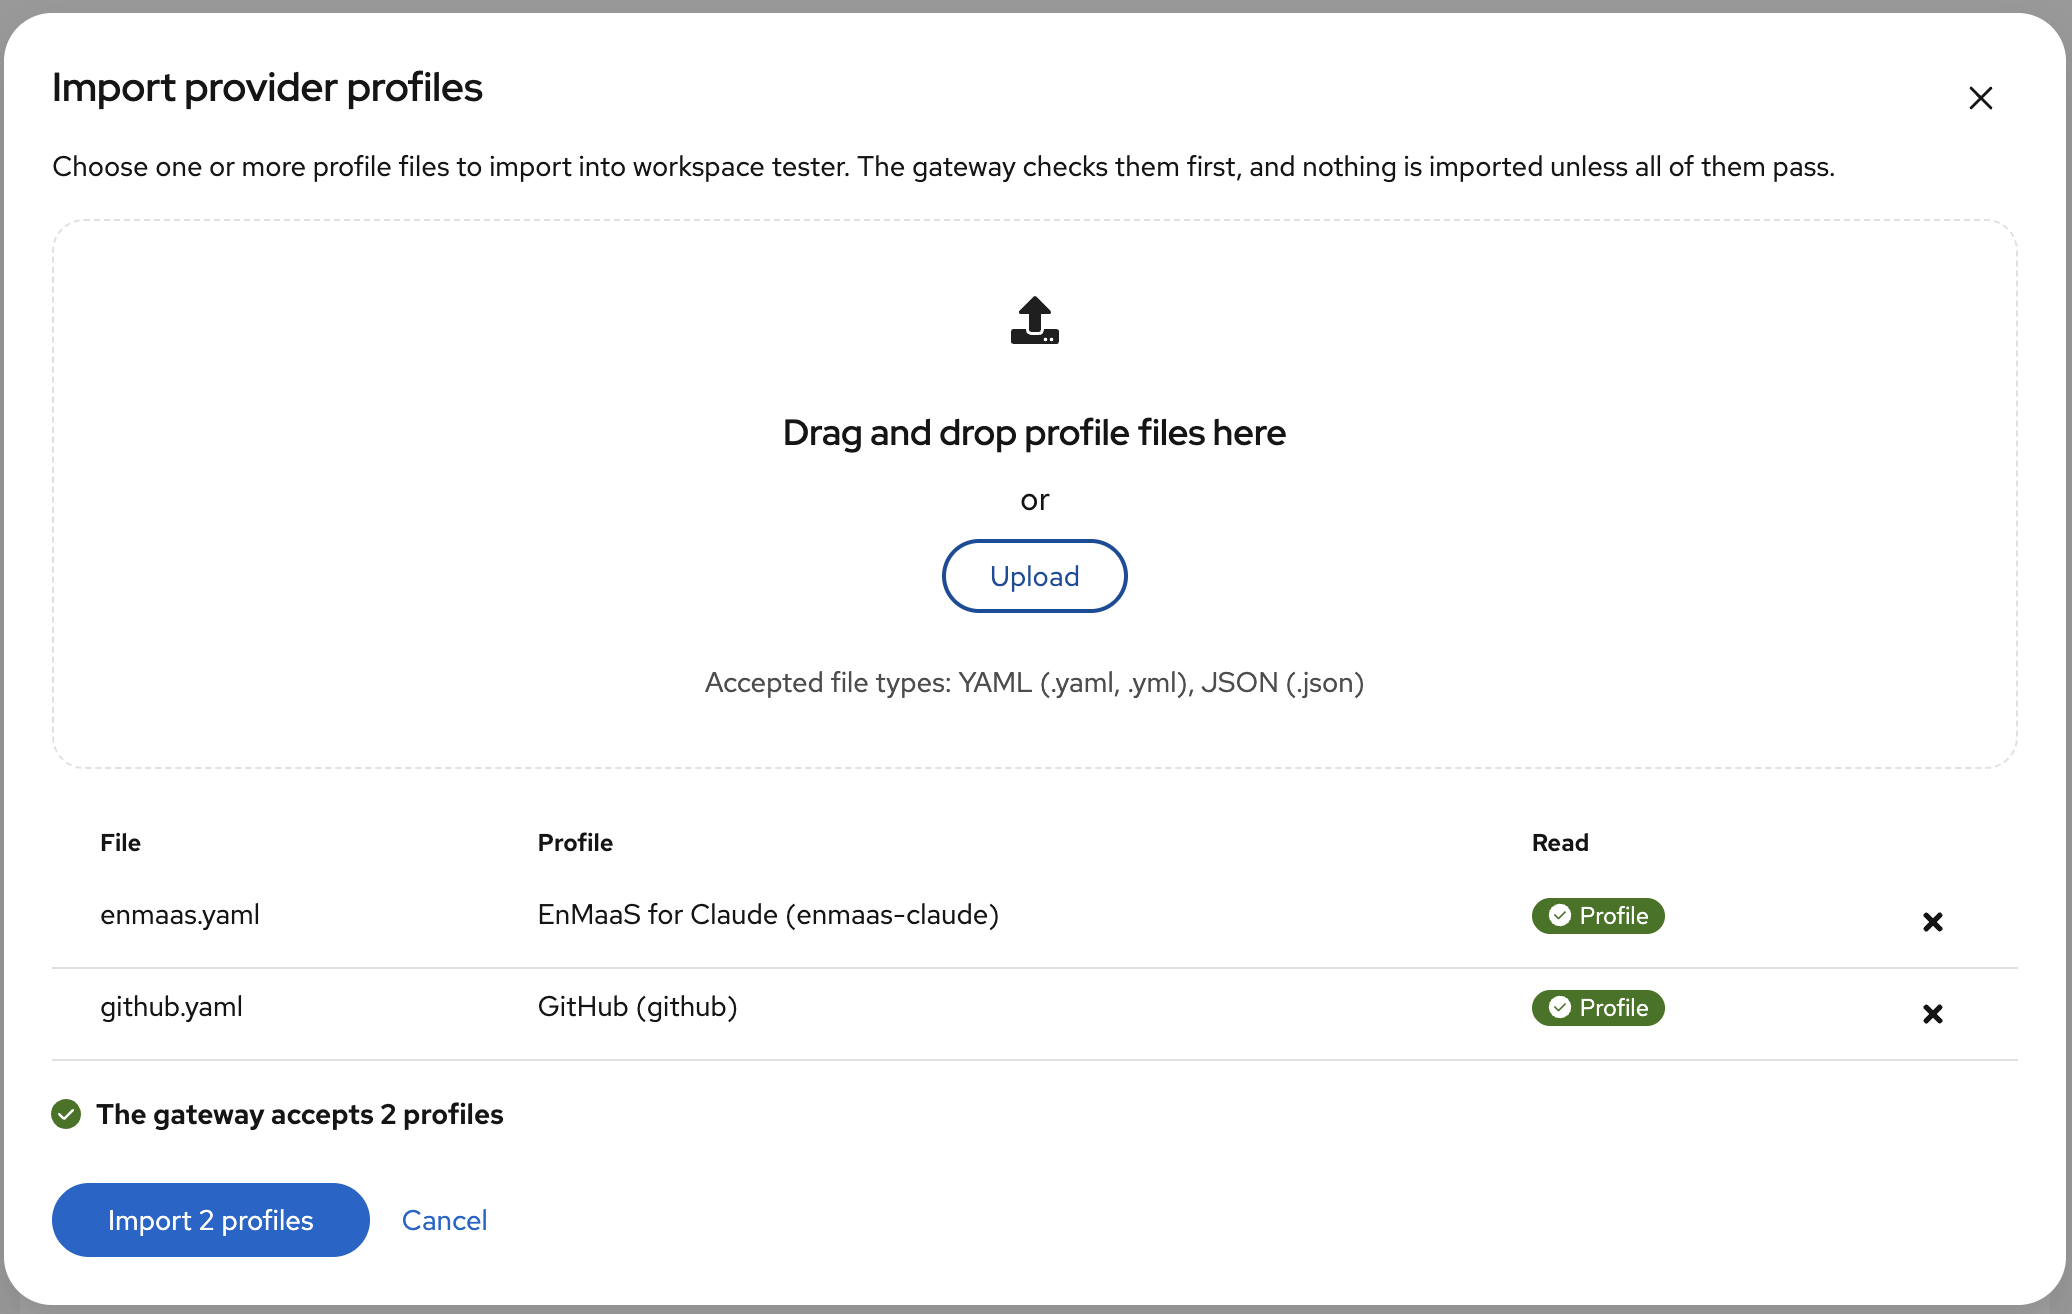 Import provider profiles
Choose one or more profile files to import into workspace tester. The gateway checks them first, and nothing is imported unless all of them pass.
Drag and drop profile files here
or
Upload
Accepted file types: YAML (.yaml, .yml), JSON (.json)
File Profile Read
enmaas.yaml EnMaaS for Claude (enmaas-claude) Profile
github.yaml GitHub (github) Profile
The gateway accepts 2 profiles
Import 2 profiles Cancel